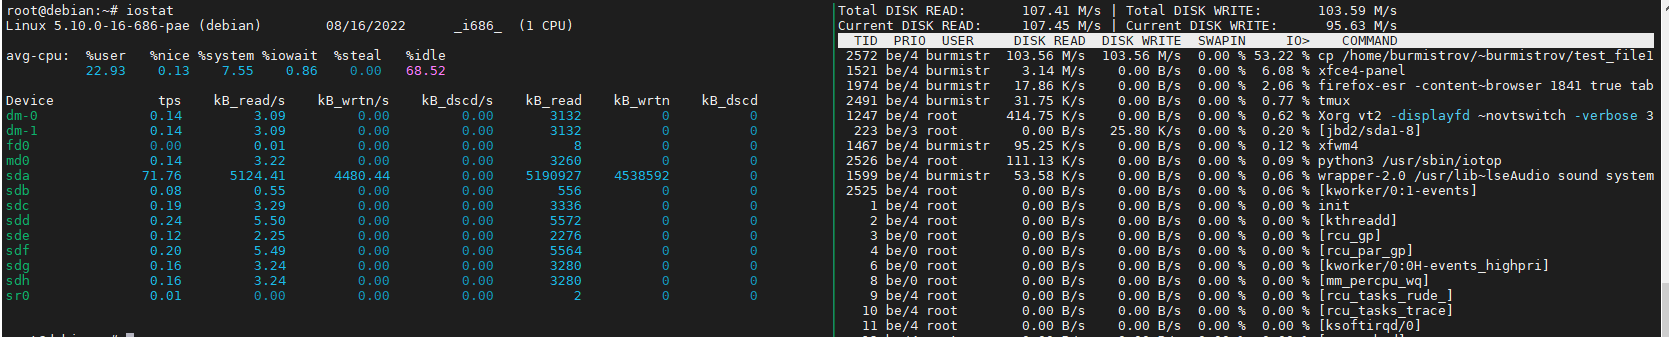 root@debian:~# iostat
Linux 5.10.0-16-686-pae (debian) 08/16/2022 _i686_ (1 CPU)
avg-cpu: %user %nice %system %iowait %steal %idle
22.93 0.13 7.55 0.86 0.00 68.52
Device tps kB_read/s kB_wrtn/s kB_dscd/s kB_read kB_wrtn kB_dscd
dm-0 0.14 3.09 0.00 0.00 3132 0 0
dm-1 0.14 3.09 0.00 0.00 3132 0 0
fd0 0.00 0.01 0.00 0.00 8 0 0
md0 0.14 3.22 0.00 0.00 3260 0 0
sda 71.76 5124.41 4480.44 0.00 5190927 4538592 0
sdb 0.08 0.55 0.00 0.00 556 0 0
sdc 0.19 3.29 0.00 0.00 3336 0 0
sdd 0.24 5.50 0.00 0.00 5572 0 0
sde 0.12 2.25 0.00 0.00 2276 0 0
sdf 0.20 5.49 0.00 0.00 5564 0 0
sdg 0.16 3.24 0.00 0.00 3280 0 0
sdh 0.16 3.24 0.00 0.00 3280 0 0
sr0 0.01 0.00 0.00 0.00 2 0 0
Total DISK READ: 107.41 M/s | Total DISK WRITE: 103.59 M/s
Current DISK READ: 107.45 M/s | Current DISK WRITE: 95.63 M/s
TID PRIO USER DISK READ DISK WRITE SWAPIN IO> COMMAND
2572 be/4 burmistr 103.56 M/s 103.56 M/s 0.00 % 53.22 % cp /home/burmistrov/~burmistrov/test_file1
1521 be/4 burmistr 3.14 M/s 0.00 B/s 0.00 % 6.08 % xfce4-panel
1974 be/4 burmistr 17.86 K/s 0.00 B/s 0.00 % 2.06 % firefox-esr -content~browser 1841 true tab
2491 be/4 burmistr 31.75 K/s 0.00 B/s 0.00 % 0.77 % tmux
1247 be/4 root 414.75 K/s 0.00 B/s 0.00 % 0.62 % Xorg vt2 -displayfd ~novtswitch -verbose 3
223 be/3 root 0.00 B/s 25.80 K/s 0.00 % 0.20 % [jbd2/sda1-8]
1467 be/4 burmistr 95.25 K/s 0.00 B/s 0.00 % 0.12 % xfwm4
2526 be/4 root 111.13 K/s 0.00 B/s 0.00 % 0.09 % python3 /usr/sbin/iotop
1599 be/4 burmistr 53.58 K/s 0.00 B/s 0.00 % 0.06 % wrapper-2.0 /usr/lib~lseAudio sound system
2525 be/4 root 0.00 B/s 0.00 B/s 0.00 % 0.06 % [kworker/0:1-events]
1 be/4 root 0.00 B/s 0.00 B/s 0.00 % 0.00 % init
2 be/4 root 0.00 B/s 0.00 B/s 0.00 % 0.00 % [kthreadd]
3 be/0 root 0.00 B/s 0.00 B/s 0.00 % 0.00 % [rcu_gp]
4 be/0 root 0.00 B/s 0.00 B/s 0.00 % 0.00 % [rcu_par_gp]
6 be/0 root 0.00 B/s 0.00 B/s 0.00 % 0.00 % [kworker/0:0H-events_highpri]
8 be/0 root 0.00 B/s 0.00 B/s 0.00 % 0.00 % [mm_percpu_wq]
9 be/4 root 0.00 B/s 0.00 B/s 0.00 % 0.00 % [rcu_tasks_rude_]
10 be/4 root 0.00 B/s 0.00 B/s 0.00 % 0.00 % [rcu_tasks_trace]
11 be/4 root 0.00 B/s 0.00 B/s 0.00 % 0.00 % [ksoftirqd/0]